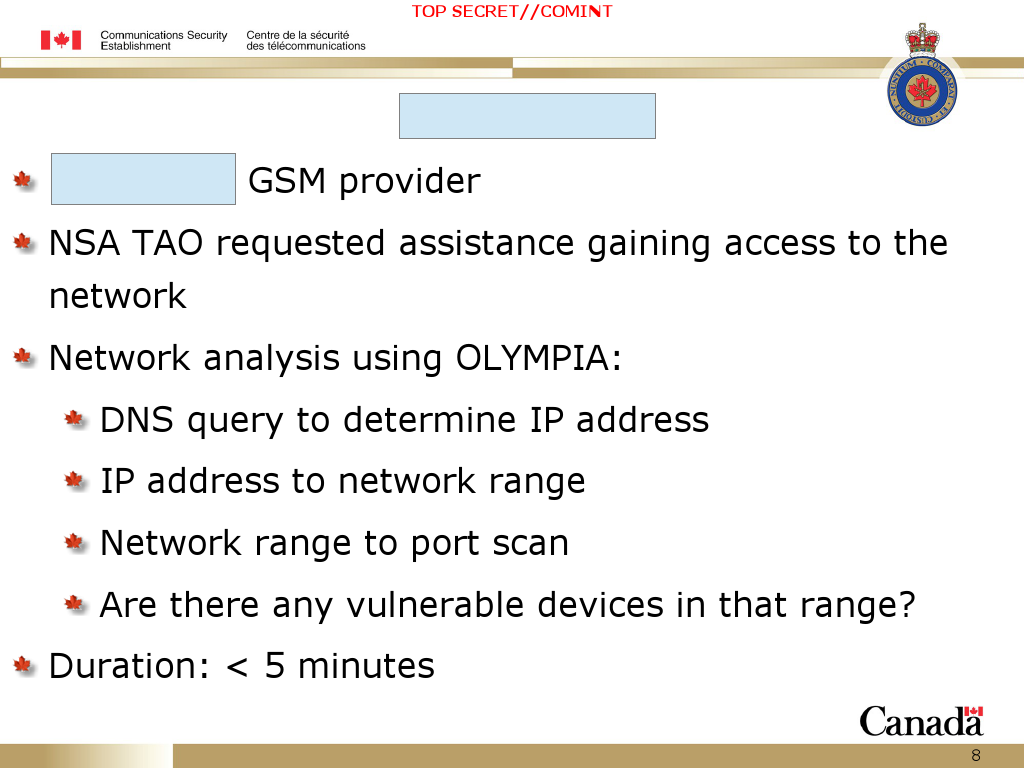 TOP SECRET//COMINT
Communications Security Centre de la sécurité
Establishment des télécommunications
GSM provider
NSA TAO requested assistance gaining access to the
network
Network analysis using OLYMPIA:
DNS query to determine IP address
IP address to network range
Network range to port scan
Are there any vulnerable devices in that range?
Duration: < 5 minutes
Canada
8